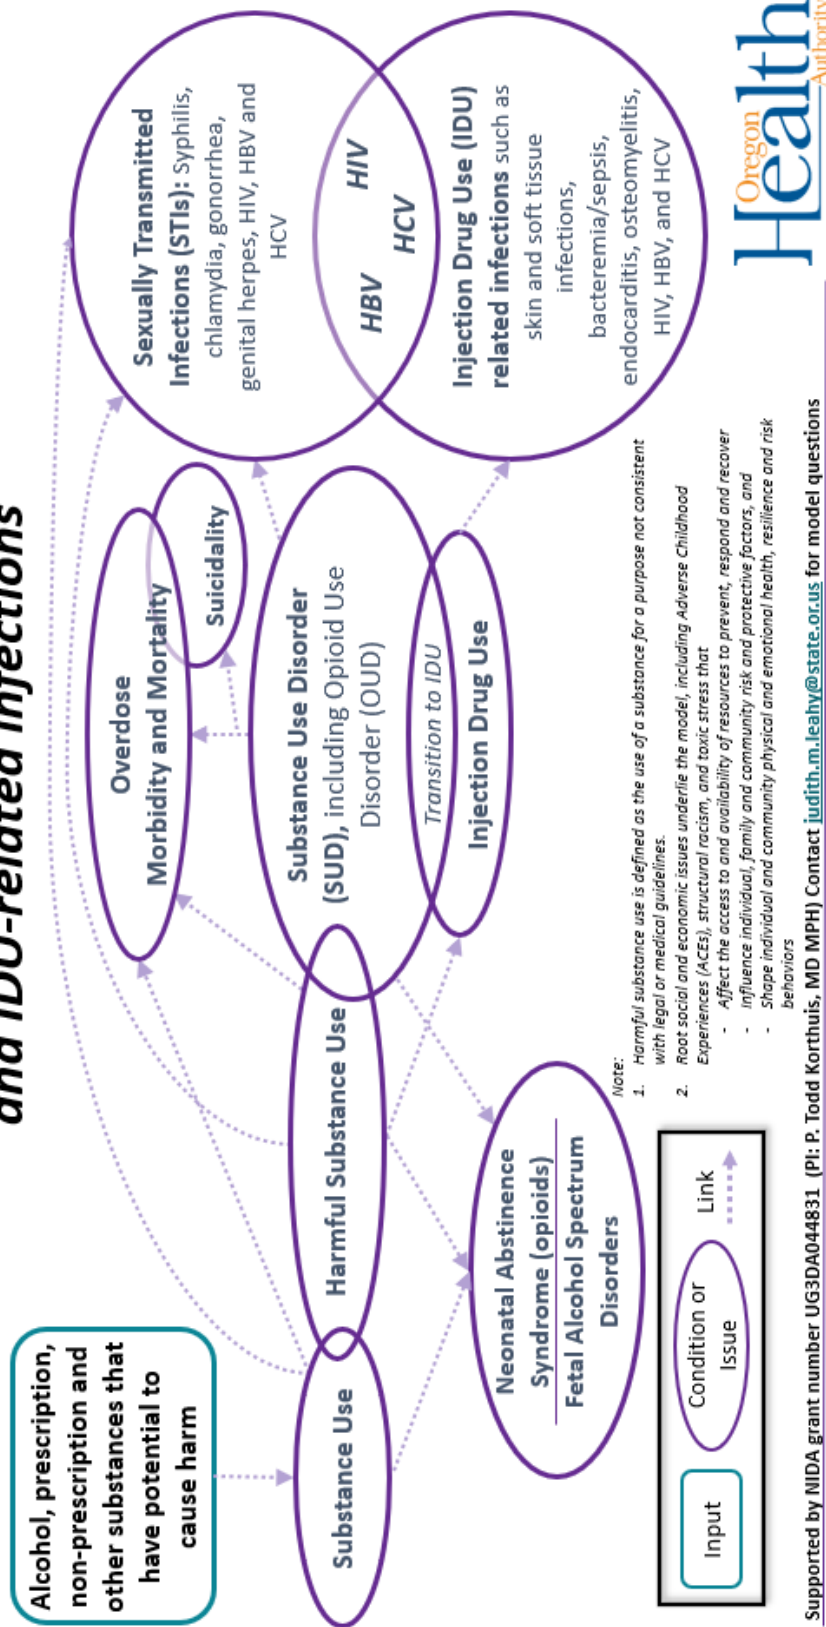 and IDU-related infections
Alcohol, prescription,
non-prescription and
other substances that
have potential to
cause harm
Substance Use
Harmful Substance Use
Overdose
Morbidity and Mortality
Suicidality
Substance Use Disorder
(SUD), including Opioid Use
Disorder (OUD)
Transition to IDU
Injection Drug Use
Neonatal Abstinence
Syndrome (opioids)
Fetal Alcohol Spectrum
Disorders
Sexually Transmitted
Infections (STIs): Syphilis,
chlamydia, gonorrhea,
genital herpes, HIV, HBV and
HCV
HBV
HCV
HIV
Injection Drug Use (IDU)
related infections such as
skin and soft tissue
infections,
bacteremia/sepsis,
endocarditis, osteomyelitis,
HIV, HBV, and HCV
Note:
1. Harmful substance use is defined as the use of a substance for a purpose not consistent
with legal or medical guidelines.
2. Root social and economic issues underlie the model, including Adverse Childhood
Experiences (ACEs), structural racism, and toxic stress that
- Affect the access to and availability of resources to prevent, respond and recover
- Influence individual, family and community risk and protective factors, and
- Shape individual and community physical and emotional health, resilience and risk
behaviors
Input
Condition or
Issue
Link
Supported by NIDA grant number UG3DA044831 (PI: P. Todd Korthuis, MD MPH) Contact judith.m.leahy@state.or.us for model questions
Oregon
Health
Authority